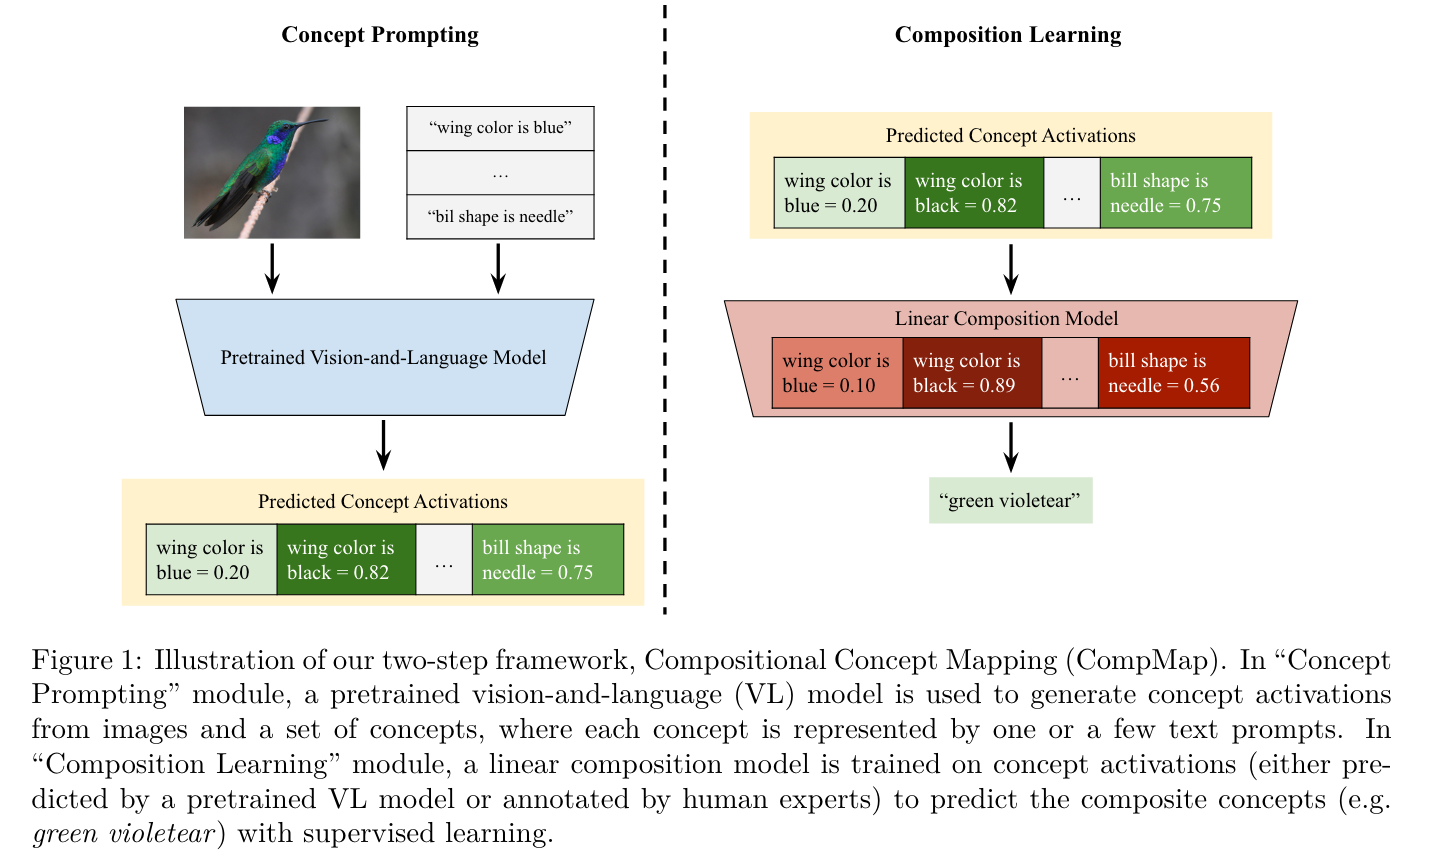 Concept Prompting
“wing color is blue”
…
“bil shape is needle”
Pretrained Vision-and-Language Model
Predicted Concept Activations
wing color is
blue = 0.20
wing color is
black = 0.82
…
bill shape is
needle = 0.75
Composition Learning
Predicted Concept Activations
wing color is
blue = 0.20
wing color is
black = 0.82
…
bill shape is
needle = 0.75
Linear Composition Model
wing color is
blue = 0.10
wing color is
black = 0.89
…
bill shape is
needle = 0.56
“green violetear”
Figure 1: Illustration of our two-step framework, Compositional Concept Mapping (CompMap). In “Concept
Prompting” module, a pretrained vision-and-language (VL) model is used to generate concept activations
from images and a set of concepts, where each concept is represented by one or a few text prompts. In
“Composition Learning” module, a linear composition model is trained on concept activations (either pre-
dicted by a pretrained VL model or annotated by human experts) to predict the composite concepts (e.g.
green violetear) with supervised learning.